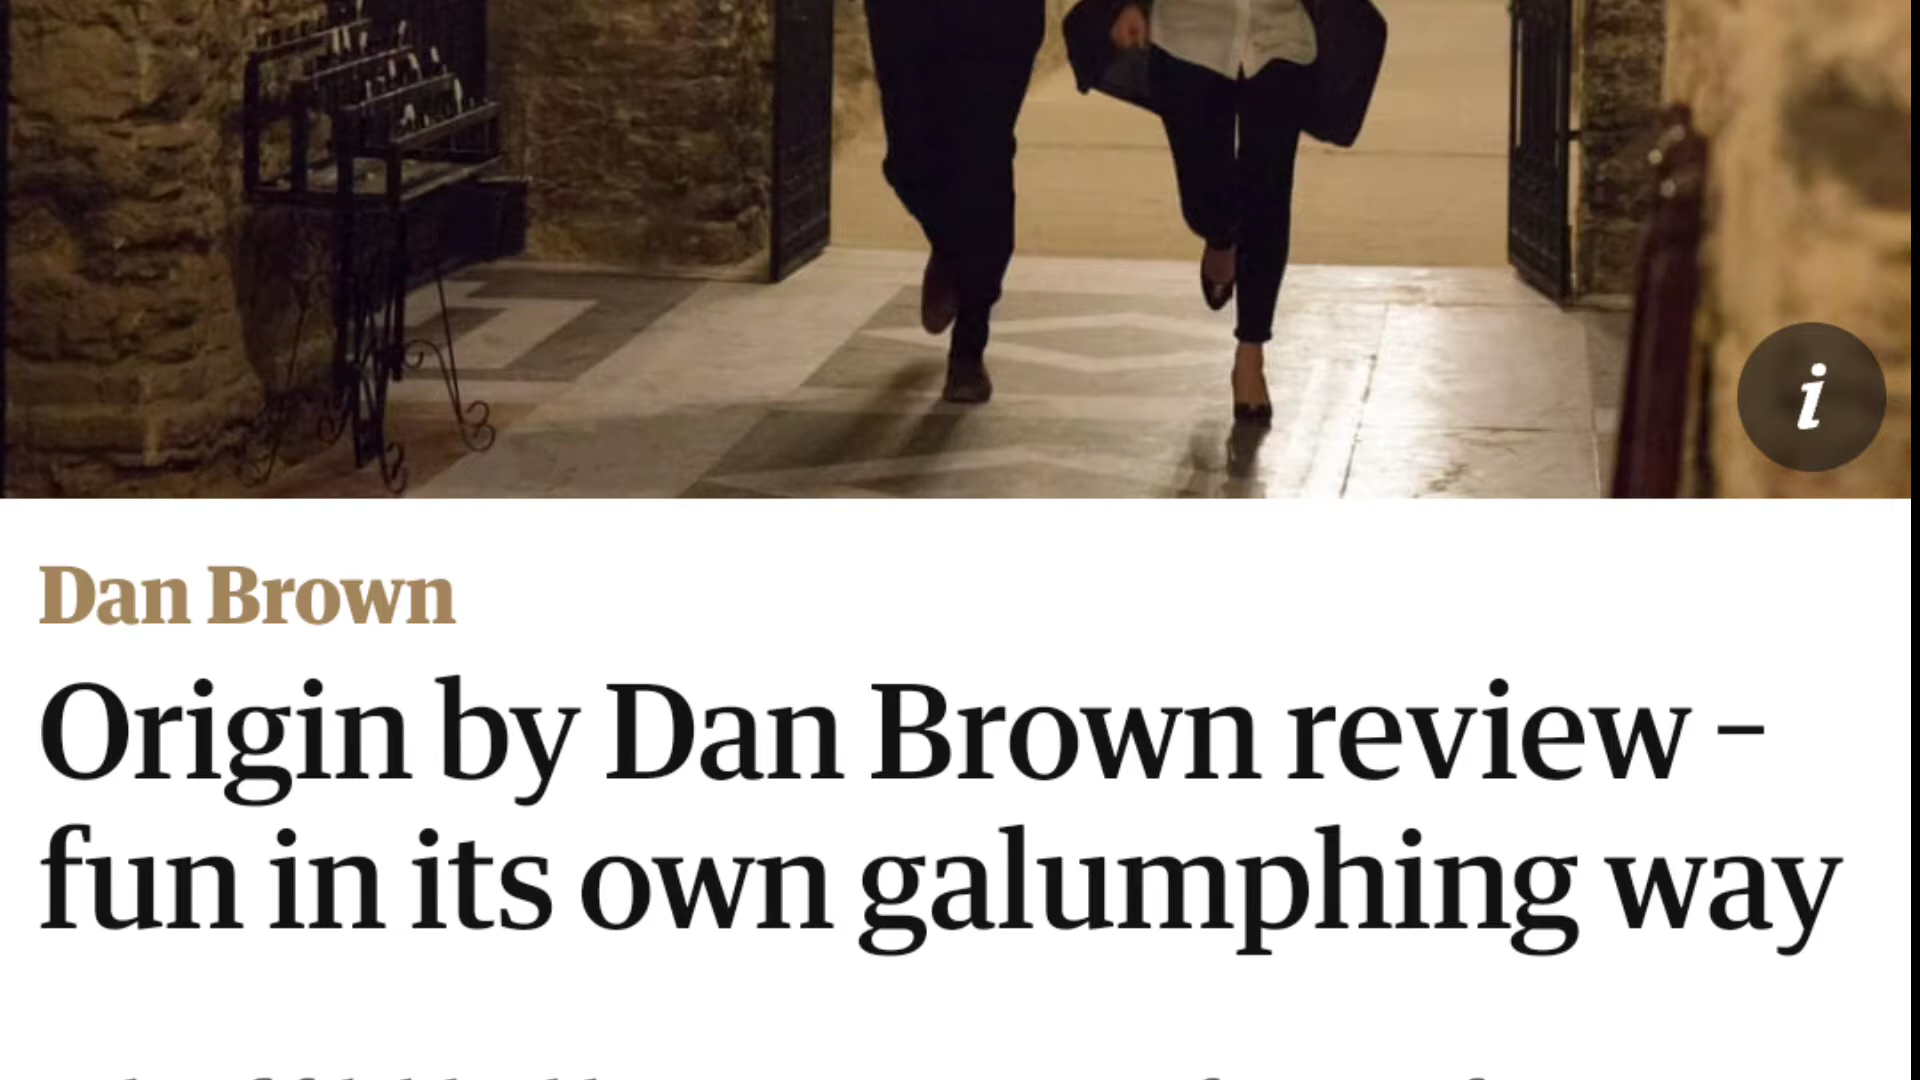 i
Dan Brown
Origin by Dan Brown review –
fun in its own galumphing way